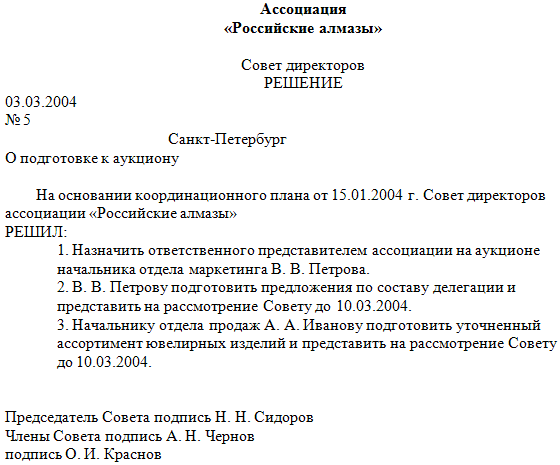 Ассоциация
«Российские алмазы»
Совет директоров
РЕШЕНИЕ
03.03.2004
№ 5
Санкт-Петербург
О подготовке к аукциону
На основании координационного плана от 15.01.2004 г. Совет директоров
ассоциации «Российские алмазы»
РЕШИЛ:
1. Назначить ответственного представителем ассоциации на аукционе
начальника отдела маркетинга В. В. Петрова.
2. В. В. Петрову подготовить предложения по составу делегации и
представить на рассмотрение Совету до 10.03.2004.
3. Начальнику отдела продаж А. А. Иванову подготовить уточненный
ассортимент ювелирных изделий и представить на рассмотрение Совету
до 10.03.2004.
Председатель Совета подпись Н. Н. Сидоров
Члены Совета подпись А. Н. Чернов
подпись О. И. Краснов